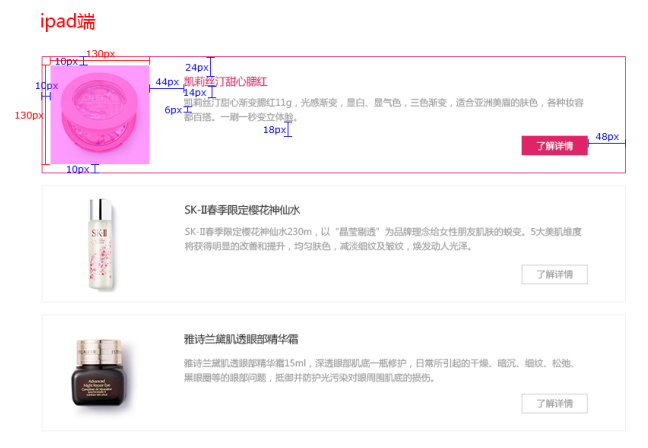 ipad端
130px
10px
24px
44px
凯莉丝汀甜心腮红
10px
14px
凯莉丝汀甜心渐变腮红11g，光感渐变，显白、显气色，三色渐变，适合亚洲美眉的肤色，各种妆容
6px
130px
都百搭。一刷一秒变立体脸。
18px
48px
了解详情
10px
SK-II春季限定樱花神仙水
SK-II春季限定樱花神仙水230m，以“晶莹剔透”为品牌理念给女性朋友肌肤的蜕变。5大美肌维度
将获得明显的改善和提升，均匀肤色，减淡细纹及皱纹，焕发动人光泽。
SK-II
了解详情
雅诗兰黛肌透眼部精华霜
雅诗兰黛肌透眼部精华霜15ml，深透眼部肌底一瓶修护，日常所引起的干燥、暗沉、细纹、松弛、
黑眼圈等的眼部问题，抵御并防护光污染对眼周围肌底的损伤。
Advanced
Night Repair Eye
了解详情